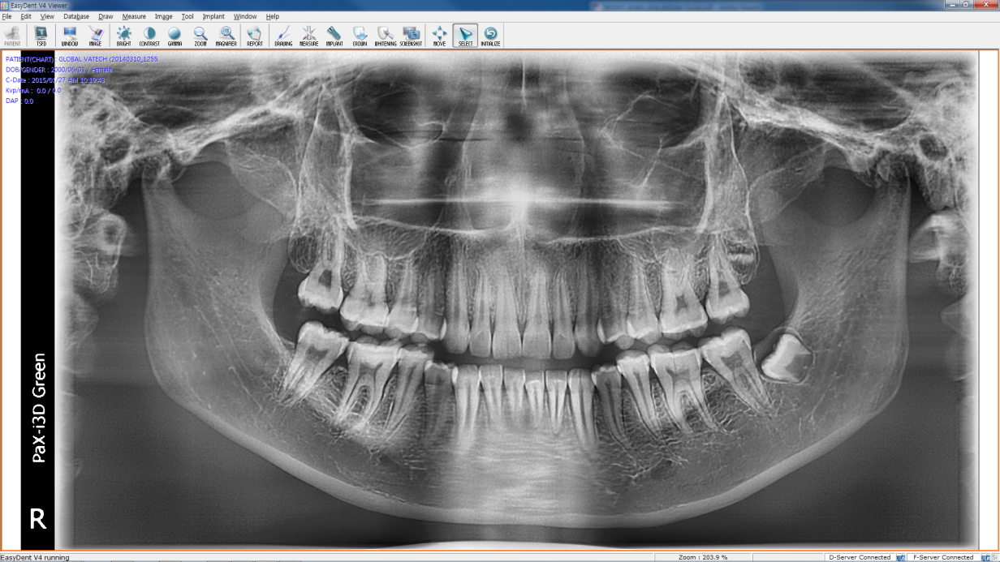 EasyDent V4 Viewer
File Edit View Database Draw Measure Image Tool Implant Window Help
PATIENT TSFD WINDOW IMAGE BRIGHT CONTRAST GAMMA ZOOM MAGNIFIER REPORT DRAWING MEASURE IMPLANT CROWN WHITENING SCREENSHOT MOVE SELECT INITIALIZE
PATIENT(CHART) : GLOBAL VATECH (20140310_1255
DOB/GENDER : 2000/06/01 / Female
C-Date : 2015/01/27 AM 10:19:43
Kvp/mA : 0.0 / 0.0
DAP : 0.0
PaX-i3D Green
R
EasyDent V4 running
Zoom : 203.9 %
D-Server Connected
F-Server Connected